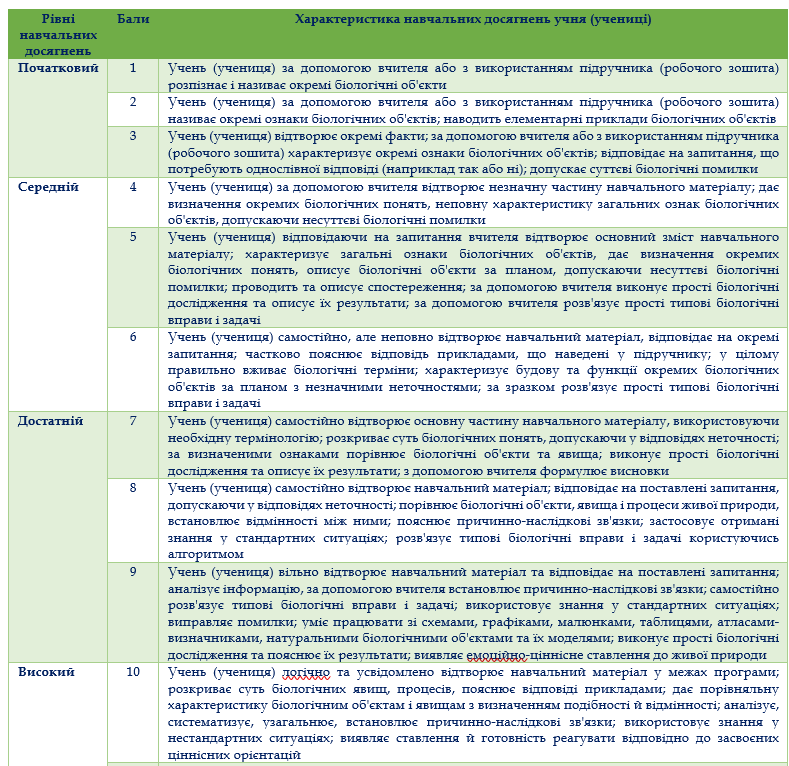 Рівні навчальних досягнень
Бали
Характеристика навчальних досягнень учня (учениці)
Початковий
1
Учень (учениця) за допомогою вчителя або з використанням підручника (робочого зошита)
розпізнає і називає окремі біологічні об'єкти
2
Учень (учениця) за допомогою вчителя або з використанням підручника (робочого зошита)
називає окремі ознаки біологічних об'єктів; наводить елементарні приклади біологічних об'єктів
3
Учень (учениця) відтворює окремі факти; за допомогою вчителя або з використанням підручника
(робочого зошита) характеризує окремі ознаки біологічних об'єктів; відповідає на запитання, що
потребують однослівної відповіді (наприклад так або ні); допускає суттєві біологічні помилки
Середній
4
Учень (учениця) за допомогою вчителя відтворює незначну частину навчального матеріалу; дає
визначення окремих біологічних понять, неповну характеристику загальних ознак біологічних
об'єктів, допускаючи несуттєві біологічні помилки
5
Учень (учениця) відповідаючи на запитання вчителя відтворює основний зміст навчального
матеріалу; характеризує загальні ознаки біологічних об'єктів, дає визначення окремих
біологічних понять, описує біологічні об'єкти за планом, допускаючи несуттєві біологічні
помилки; проводить та описує спостереження; за допомогою вчителя виконує прості біологічні
дослідження та описує їх результати; за допомогою вчителя розв'язує прості типові біологічні
вправи і задачі
6
Учень (учениця) самостійно, але неповно відтворює навчальний матеріал, відповідає на окремі
запитання; частково пояснює відповідь прикладами, що наведені у підручнику; у цілому
правильно вживає біологічні терміни; характеризує будову та функції окремих біологічних
об'єктів за планом з незначними неточностями; за зразком розв'язує прості типові біологічні
вправи і задачі
Достатній
7
Учень (учениця) самостійно відтворює основну частину навчального матеріалу, використовуючи
необхідну термінологію; розкриває суть біологічних понять, допускаючи у відповідях неточності;
за визначеними ознаками порівнює біологічні об'єкти та явища; виконує прості біологічні
дослідження та описує їх результати; з допомогою вчителя формулює висновки
8
Учень (учениця) самостійно відтворює навчальний матеріал; відповідає на поставлені запитання,
допускаючи у відповідях неточності; порівнює біологічні об'єкти, явища і процеси живої природи,
встановлює відмінності між ними; пояснює причинно-наслідкові зв'язки; застосовує отримані
знання у стандартних ситуаціях; розв'язує типові біологічні вправи і задачі користуючись
алгоритмом
9
Учень (учениця) вільно відтворює навчальний матеріал та відповідає на поставлені запитання;
аналізує інформацію, за допомогою вчителя встановлює причинно-наслідкові зв'язки; самостійно
розв'язує типові біологічні вправи і задачі; використовує знання у стандартних ситуаціях;
виправляє помилки; уміє працювати зі схемами, графіками, малюнками, таблицями, атласами-
визначниками, натуральними біологічними об'єктами та їх моделями; виконує прості біологічні
дослідження та пояснює їх результати; виявляє емоційно-ціннісне ставлення до живої природи
Високий
10
Учень (учениця) логічно та усвідомлено відтворює навчальний матеріал у межах програми;
розкриває суть біологічних явищ, процесів, пояснює відповіді прикладами; дає порівняльну
характеристику біологічним об'єктам і явищам з визначенням подібності й відмінності; аналізує,
систематизує, узагальнює, встановлює причинно-наслідкові зв'язки; використовує знання у
нестандартних ситуаціях; виявляє ставлення й готовність реагувати відповідно до засвоєних
ціннісних орієнтацій